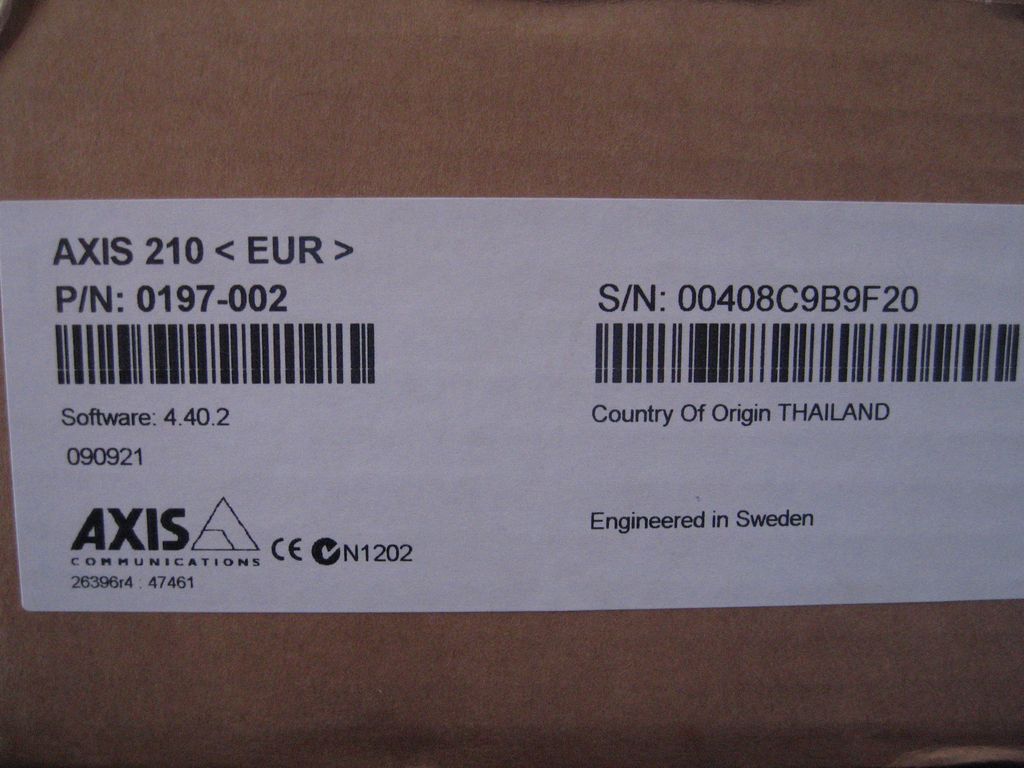 AXIS 210 < EUR >
P/N: 0197-002
S/N: 00408C9B9F20
Software: 4.40.2
Country Of Origin THAILAND
090921
Engineered in Sweden
AXIS
COMMUNICATIONS
CE N1202
26396r4 : 47461